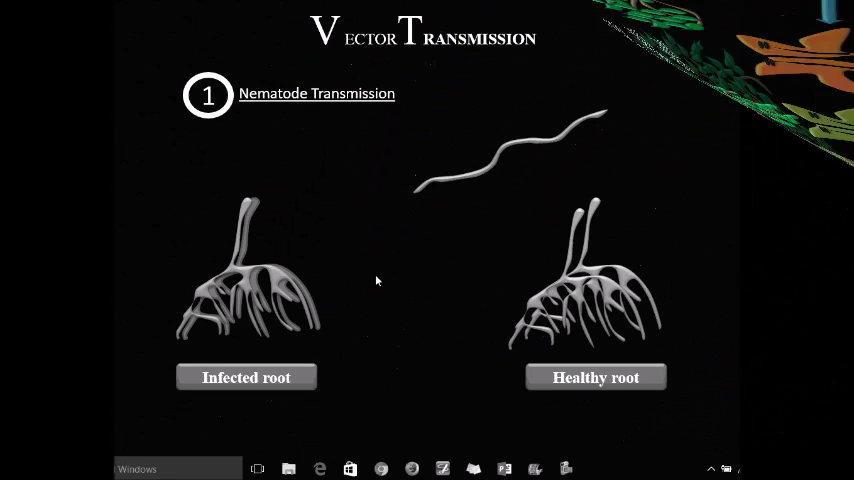 VECTOR TRANSMISSION
1 Nematode Transmission
Infected root
Healthy root
Windows